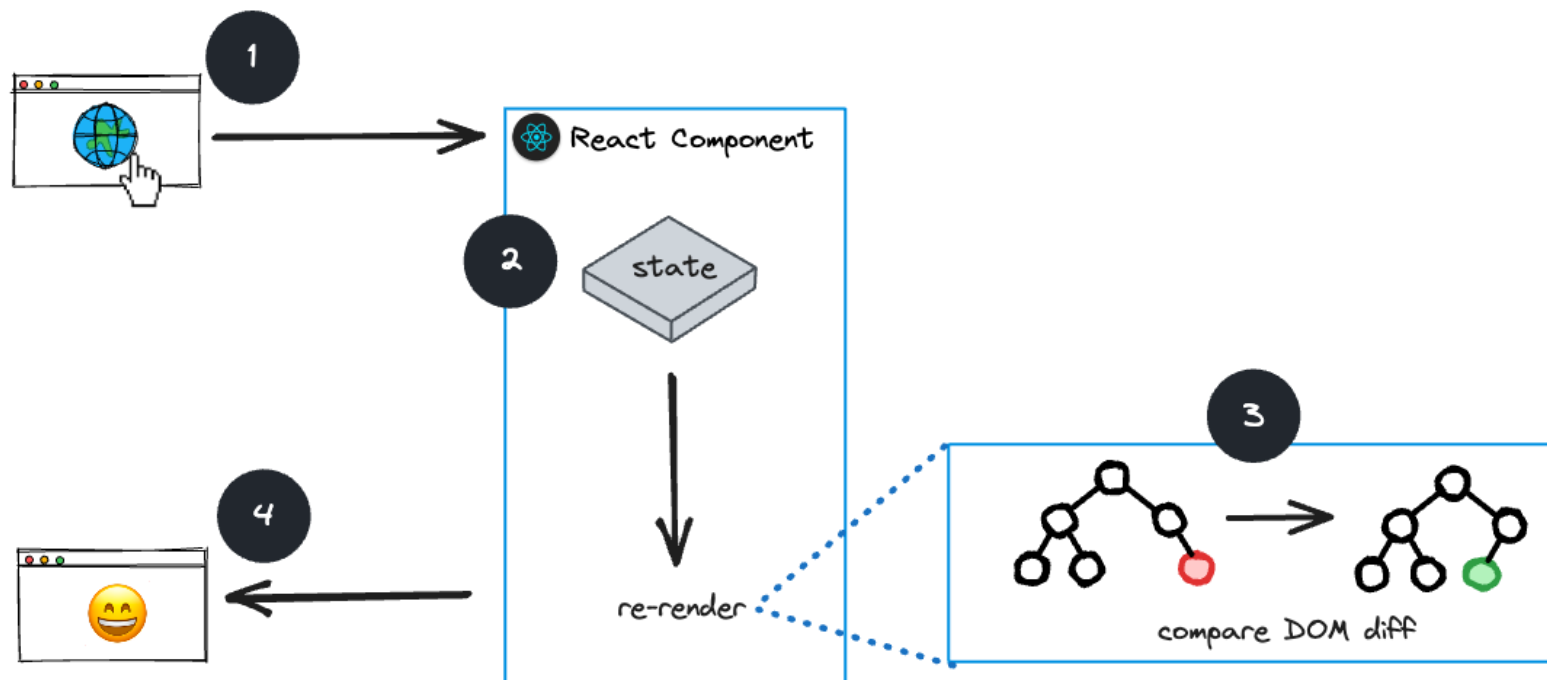 1
React Component
2
state
3
4
re-render
compare DOM diff